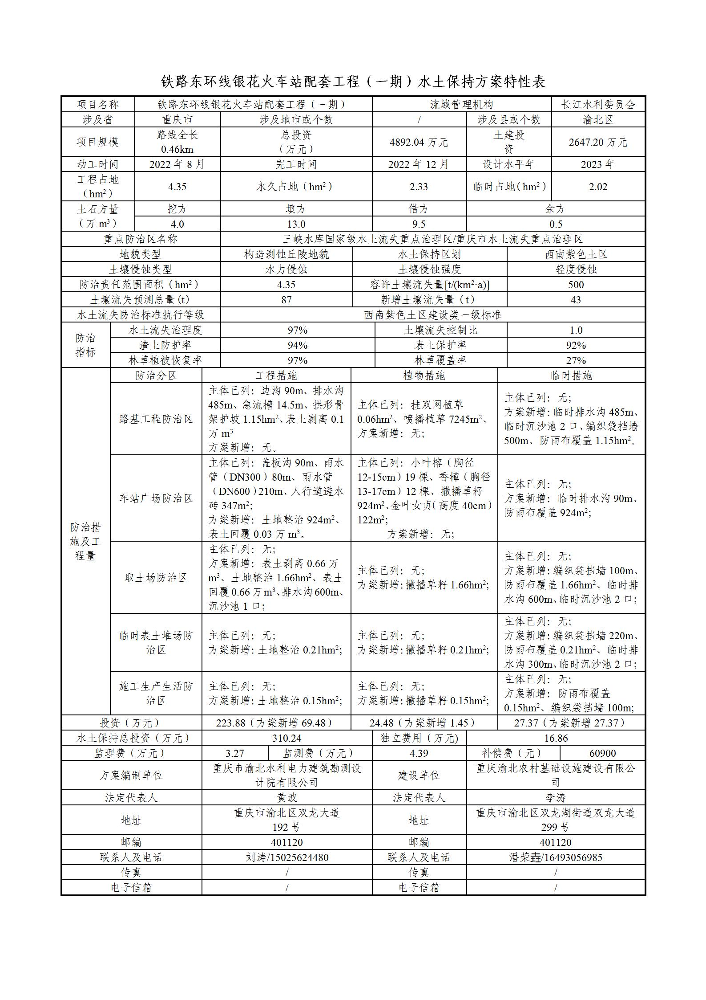 铁路东环线银花火车站配套工程（一期）水土保持方案特性表
项目名称 铁路东环线银花火车站配套工程（一期） 流域管理机构 长江水利委员会
涉及省 重庆市 涉及地市或个数 / 涉及县或个数 渝北区
项目规模 路线全长 0.46km 总投资（万元） 4892.04 万元 土建投资 2647.20 万元
动工时间 2022 年 8 月 完工时间 2022 年 12 月 设计水平年 2023 年
工程占地（hm²） 4.35 永久占地（hm²） 2.33 临时占地（hm²） 2.02
土石方量（万 m³） 挖方 填方 借方 余方
4.0 13.0 9.5 0.5
重点防治区名称 三峡水库国家级水土流失重点治理区/重庆市水土流失重点治理区
地貌类型 构造剥蚀丘陵地貌 水土保持区划 西南紫色土区
土壤侵蚀类型 水力侵蚀 土壤侵蚀强度 轻度侵蚀
防治责任范围面积（hm²） 4.35 容许土壤流失量[t/(km²·a)] 500
土壤流失预测总量(t) 87 新增土壤流失量（t） 43
水土流失防治标准执行等级 西南紫色土区建设类一级标准
防治指标 水土流失治理度 97% 土壤流失控制比 1.0
渣土防护率 94% 表土保护率 92%
林草植被恢复率 97% 林草覆盖率 27%
防治措施及工程量 防治分区 工程措施 植物措施 临时措施
路基工程防治区
主体已列：边沟 90m、排水沟
485m、急流槽 14.5m、拱形骨
架护坡 1.15hm²、表土剥离 0.1
万 m³
方案新增：无。
主体已列：挂双网植草
0.06hm²、喷播植草 7245m²、
方案新增：无；
主体已列：无；
方案新增：临时排水沟 485m、
临时沉沙池 2 口、编织袋挡墙
500m、防雨布覆盖 1.15hm²。
车站广场防治区
主体已列：盖板沟 90m、雨水
管（DN300）80m、雨水管
（DN600）210m、人行道透水
砖 347m²；
方案新增：土地整治 924m²、
表土回覆 0.03 万 m³。
主体已列：小叶榕（胸径
12-15cm）19 棵、香樟（胸径
13-17cm）12 棵、撒播草籽
924m²、金叶女贞（高度 40cm）
122m²；
方案新增：无；
主体已列：无；
方案新增：临时排水沟 90m、
防雨布覆盖 924m²；
取土场防治区
主体已列：无；
方案新增：表土剥离 0.66 万
m³、土地整治 1.66hm²、表土
回覆 0.66 万 m³、排水沟 600m、
沉沙池 1 口；
主体已列：无；
方案新增：撒播草籽 1.66hm²；
主体已列：无；
方案新增：编织袋挡墙 100m、
防雨布覆盖 1.66hm²、临时排
水沟 600m、临时沉沙池 2 口；
临时表土堆场防
治区
主体已列：无；
方案新增：土地整治 0.21hm²；
主体已列：无；
方案新增：撒播草籽 0.21hm²；
主体已列：无；
方案新增：编织袋挡墙 220m、
防雨布覆盖 0.21hm²、临时排
水沟 300m、临时沉沙池 2 口；
施工生产生活防
治区
主体已列：无；
方案新增：土地整治 0.15hm²；
主体已列：无；
方案新增：撒播草籽 0.15hm²；
主体已列：无；
方案新增：防雨布覆盖
0.15hm²、编织袋挡墙 100m;
投资（万元） 223.88（方案新增 69.48） 24.48（方案新增 1.45） 27.37（方案新增 27.37）
水土保持总投资（万元） 310.24 独立费用（万元) 16.86
监理费（万元） 3.27 监测费（万元） 4.39 补偿费（元） 60900
方案编制单位 重庆市渝北水利电力建筑勘测设计院有限公司 建设单位 重庆渝北农村基础设施建设有限公司
法定代表人 黄波 法定代表人 李涛
地址 重庆市渝北区双龙大道 192 号 地址 重庆市渝北区双龙湖街道双龙大道 299 号
邮编 401120 邮编 401120
联系人及电话 刘涛/15025624480 联系人及电话 潘荣壵/16493056985
传真 / 传真 /
电子信箱 / 电子信箱 /